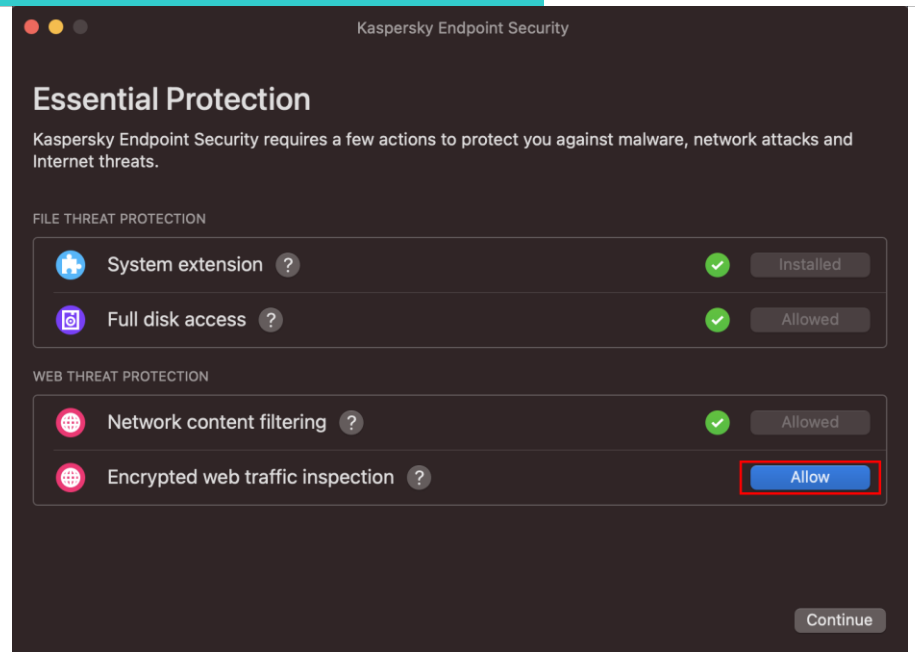 Kaspersky Endpoint Security
Essential Protection
Kaspersky Endpoint Security requires a few actions to protect you against malware, network attacks and
Internet threats.
FILE THREAT PROTECTION
System extension ? Installed
Full disk access ? Allowed
WEB THREAT PROTECTION
Network content filtering ? Allowed
Encrypted web traffic inspection ? Allow
Continue